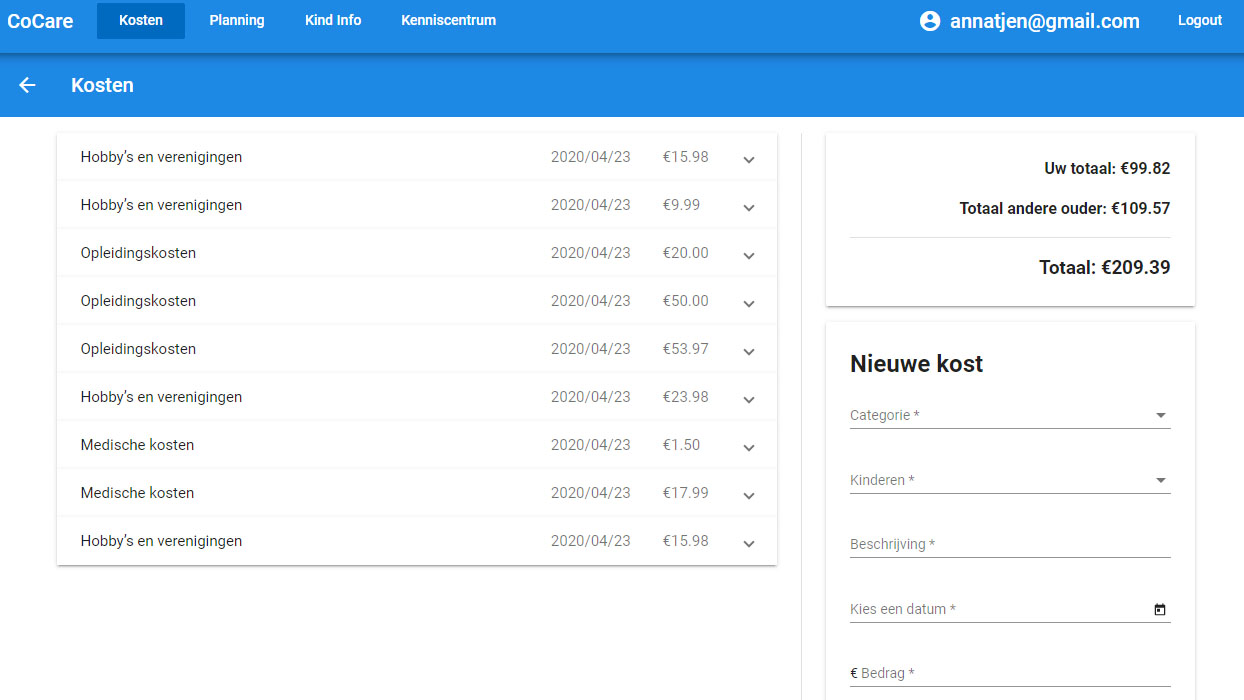 CoCare Kosten Planning Kind Info Kenniscentrum annatjen@gmail.com Logout
Kosten
Hobby's en verenigingen 2020/04/23 €15.98
Hobby's en verenigingen 2020/04/23 €9.99
Opleidingskosten 2020/04/23 €20.00
Opleidingskosten 2020/04/23 €50.00
Opleidingskosten 2020/04/23 €53.97
Hobby's en verenigingen 2020/04/23 €23.98
Medische kosten 2020/04/23 €1.50
Medische kosten 2020/04/23 €17.99
Hobby's en verenigingen 2020/04/23 €15.98
Uw totaal: €99.82
Totaal andere ouder: €109.57
Totaal: €209.39
Nieuwe kost
Categorie *
Kinderen *
Beschrijving *
Kies een datum *
€ Bedrag *